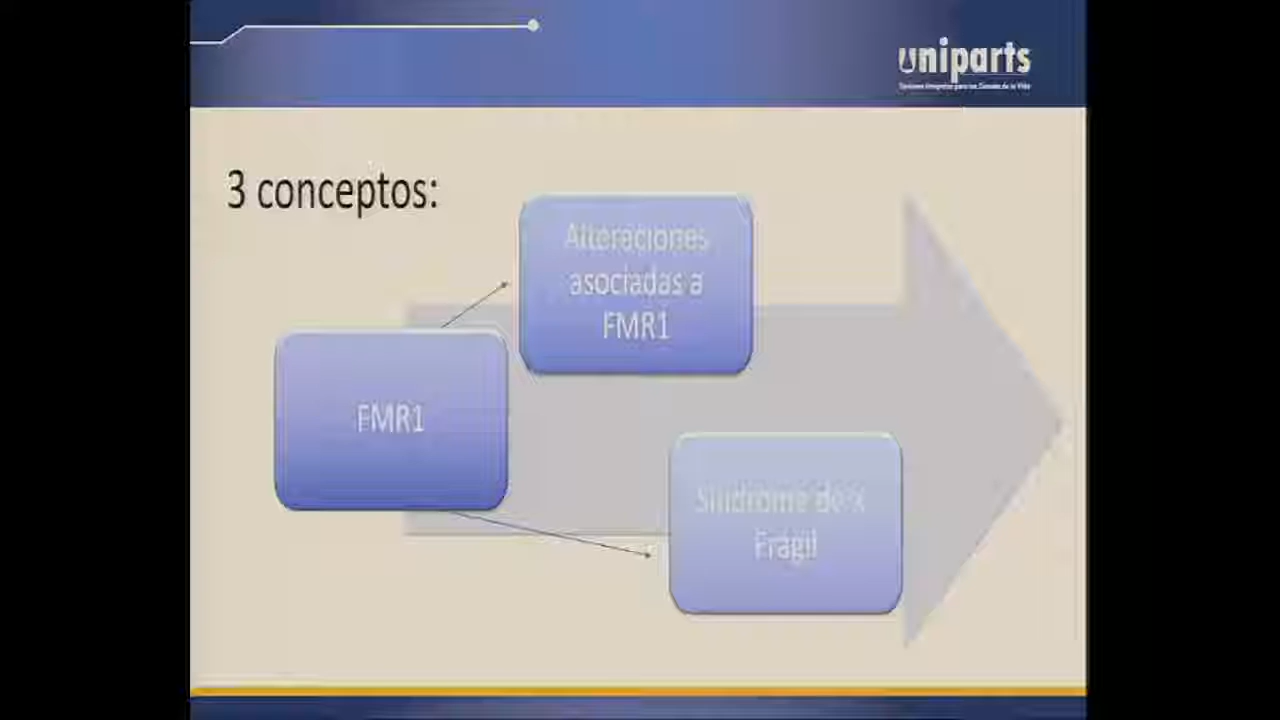 uniparts
3 conceptos:
Alteraciones
asociadas a
FMR1
FMR1
Síndrome de X
Frágil